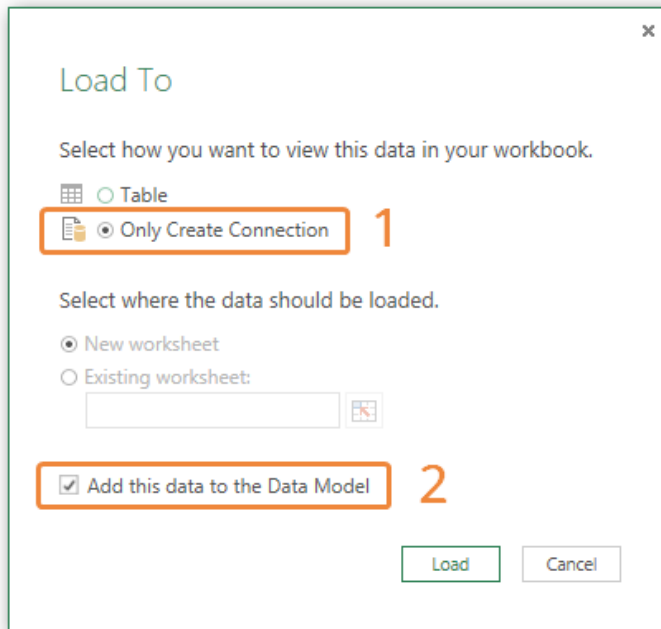 Load To
Select how you want to view this data in your workbook.
Table
Only Create Connection
1
Select where the data should be loaded.
New worksheet
Existing worksheet:
Add this data to the Data Model
2
Load
Cancel